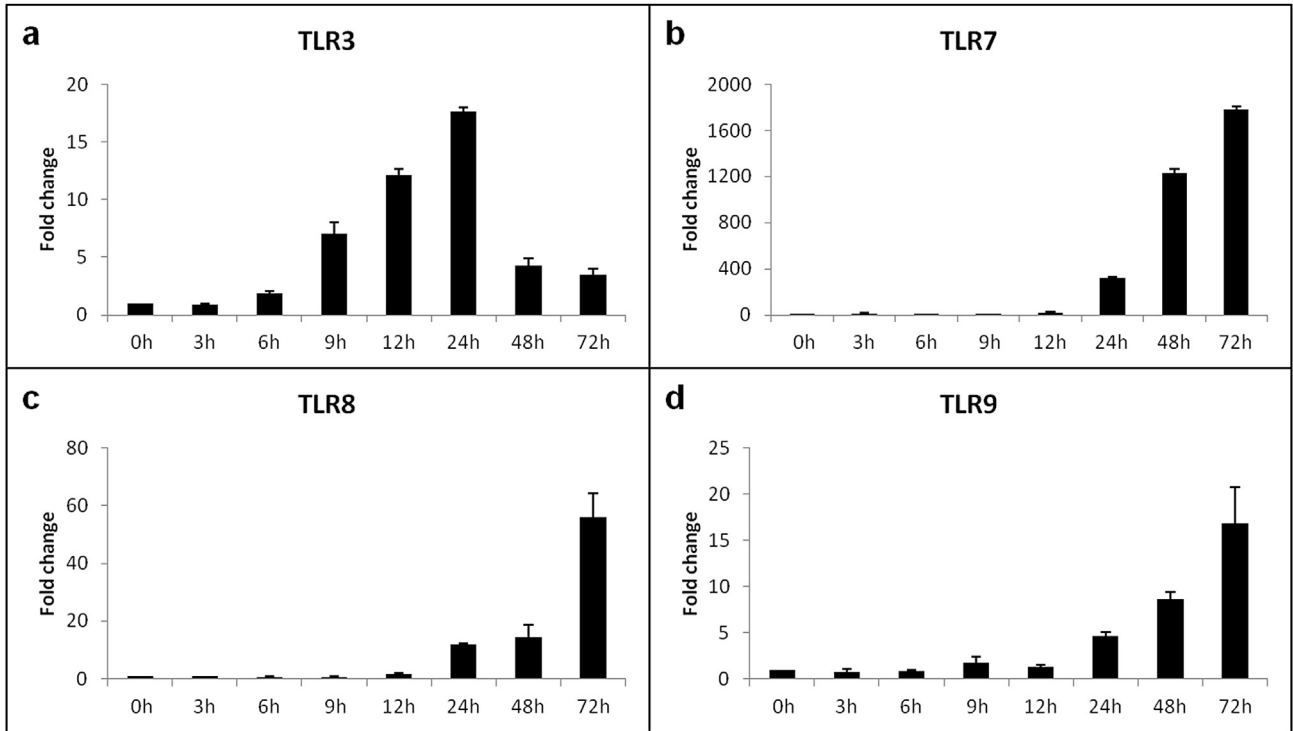 a
TLR3
Fold change
20
15
10
5
0
0h 3h 6h 9h 12h 24h 48h 72h
b
TLR7
Fold change
2000
1600
1200
800
400
0
0h 3h 6h 9h 12h 24h 48h 72h
c
TLR8
Fold change
80
60
40
20
0
0h 3h 6h 9h 12h 24h 48h 72h
d
TLR9
Fold change
25
20
15
10
5
0
0h 3h 6h 9h 12h 24h 48h 72h